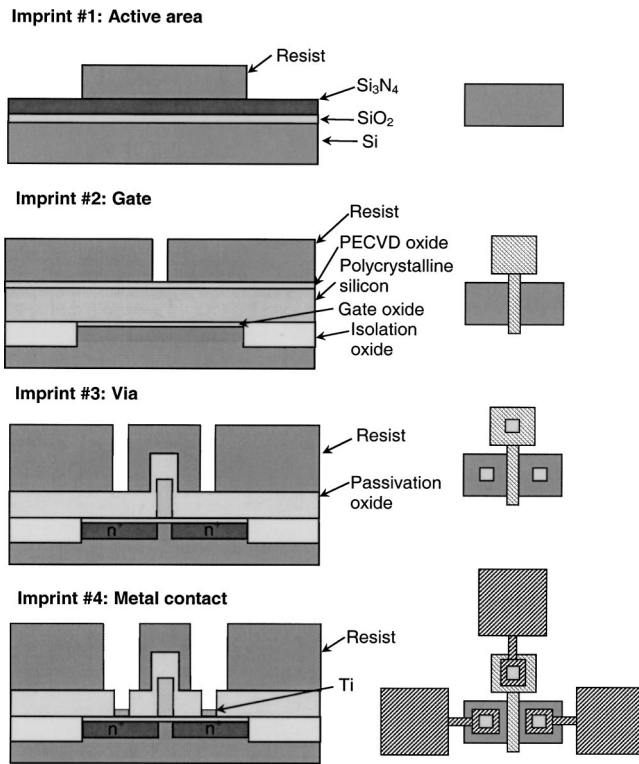 Imprint #1: Active area
Resist
Si₃N₄
SiO₂
Si
Imprint #2: Gate
Resist
PECVD oxide
Polycrystalline
silicon
Gate oxide
Isolation
oxide
Imprint #3: Via
Resist
Passivation
oxide
n⁺ n⁺
Imprint #4: Metal contact
Resist
Ti
n⁺ n⁺